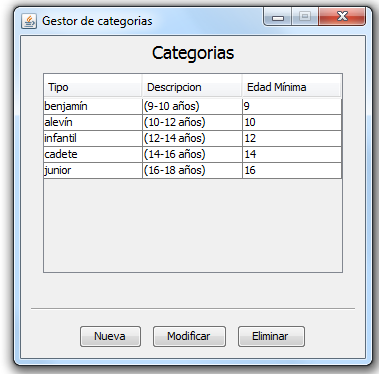 Gestor de categorias
Categorias
Tipo Descripcion Edad Mínima
benjamín (9-10 años) 9
alevín (10-12 años) 10
infantil (12-14 años) 12
cadete (14-16 años) 14
junior (16-18 años) 16
Nueva Modificar Eliminar